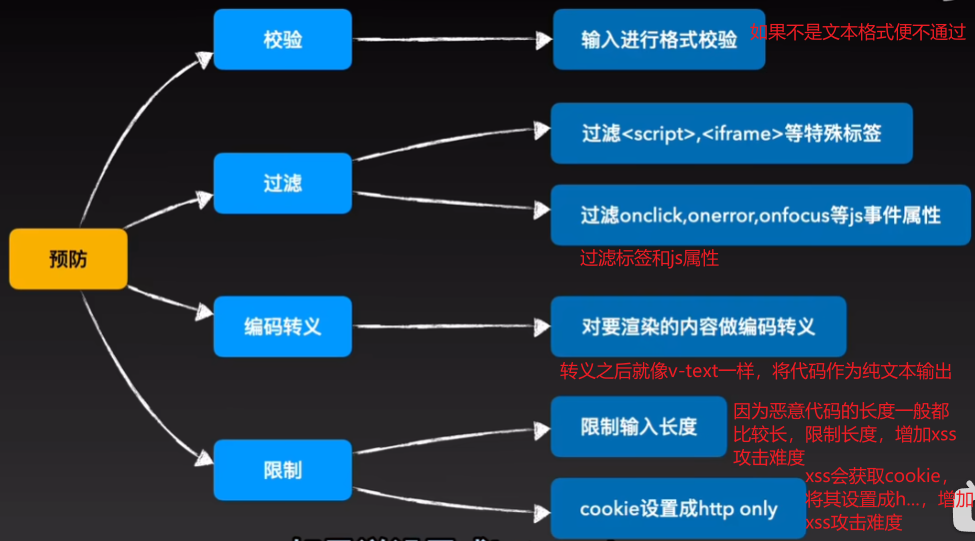 校验
输入进行格式校验
如果不是文本格式便不通过
过滤
过滤<script>,<iframe>等特殊标签
过滤onclick,onerror,onfocus等js事件属性
过滤标签和js属性
预防
编码转义
对要渲染的内容做编码转义
转义之后就像v-text一样，将代码作为纯文本输出
限制
限制输入长度
因为恶意代码的长度一般都
比较长，限制长度，增加xss
攻击难度
cookie设置成http only
xss会获取cookie，
将其设置成h...，增加
xss攻击难度